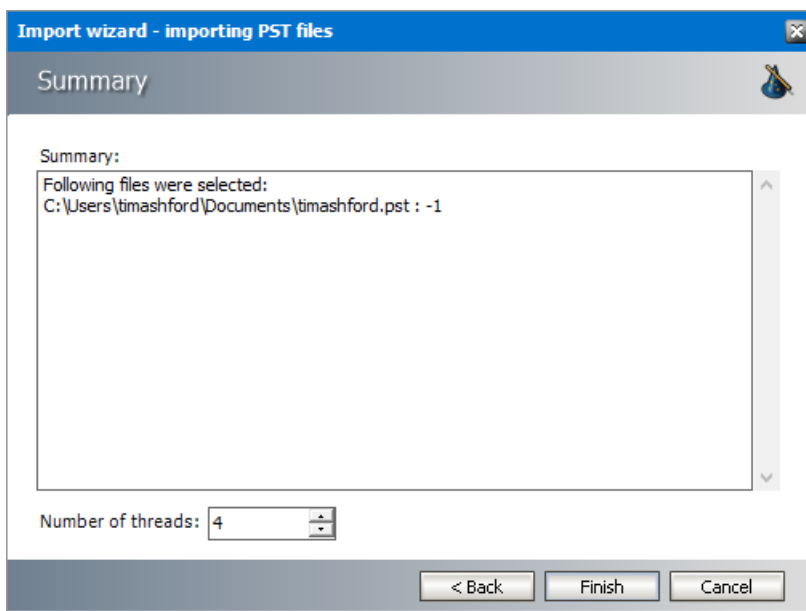 Import wizard - importing PST files
Summary
Summary:
Following files were selected:
C:\Users\timashford\Documents\timashford.pst : -1
Number of threads: 4
< Back Finish Cancel